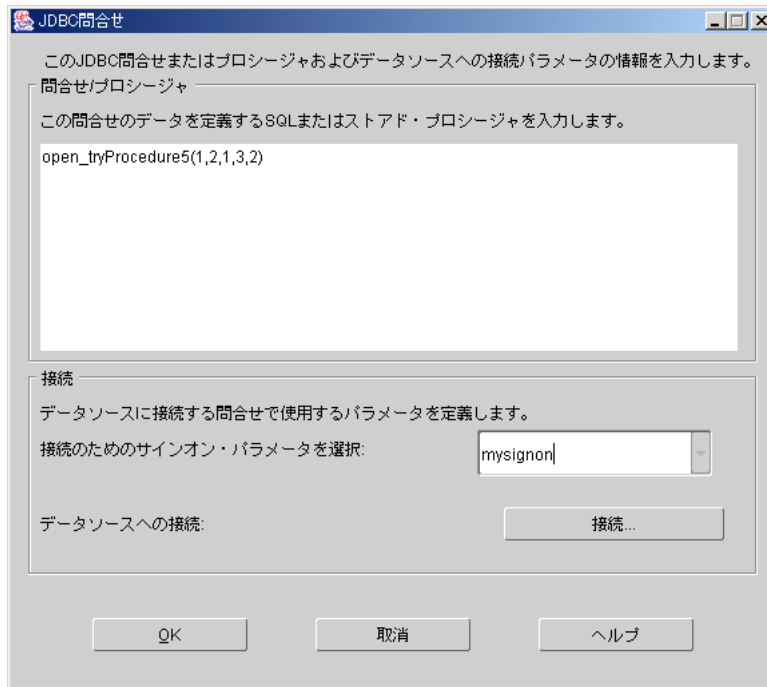 JDBC問合せ
このJDBC問合せまたはプロシージャおよびデータソースへの接続パラメータの情報を入力します。
問合せ/プロシージャ
この問合せのデータを定義するSQLまたはストアド・プロシージャを入力します。
open_tryProcedure5(1,2,1,3,2)
接続
データソースに接続する問合せで使用するパラメータを定義します。
接続のためのサインオン・パラメータを選択:
mysignon
データソースへの接続:
接続...
OK
取消
ヘルプ